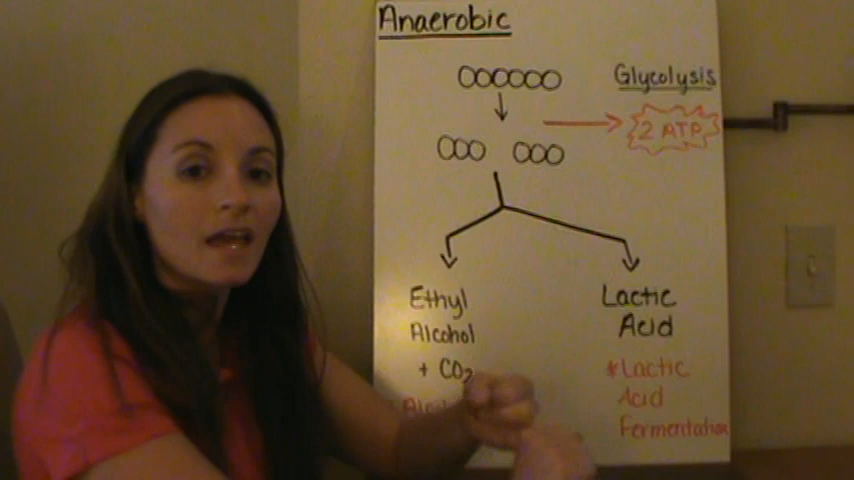 Anaerobic
Glycolysis
2 ATP
Ethyl
Alcohol
+ CO₂
Lactic
Acid
*Lactic
Acid
Fermentation